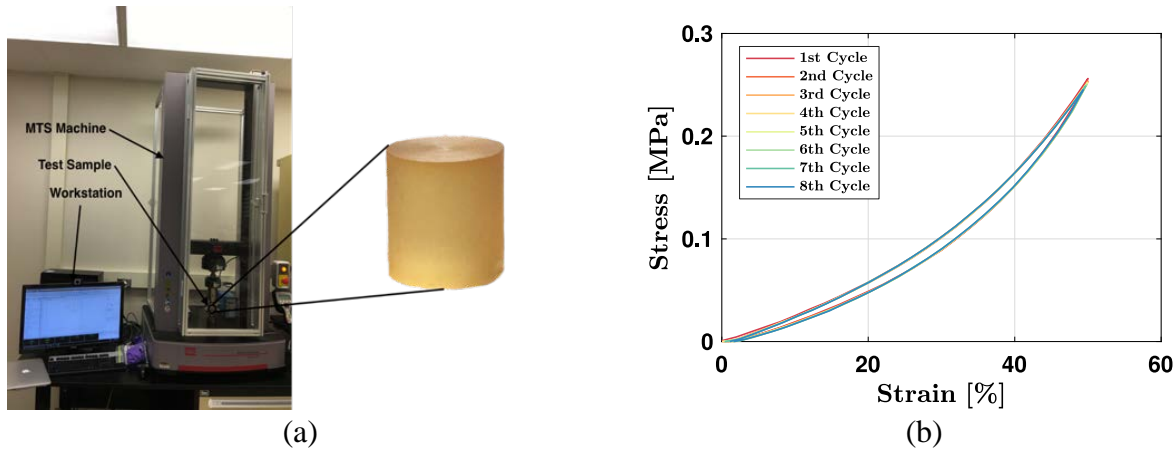 MTS Machine
Test Sample
Workstation
(a)
0.3
0.2
0.1
0
Stress [MPa]
1st Cycle
2nd Cycle
3rd Cycle
4th Cycle
5th Cycle
6th Cycle
7th Cycle
8th Cycle
0
20
40
60
Strain [%]
(b)